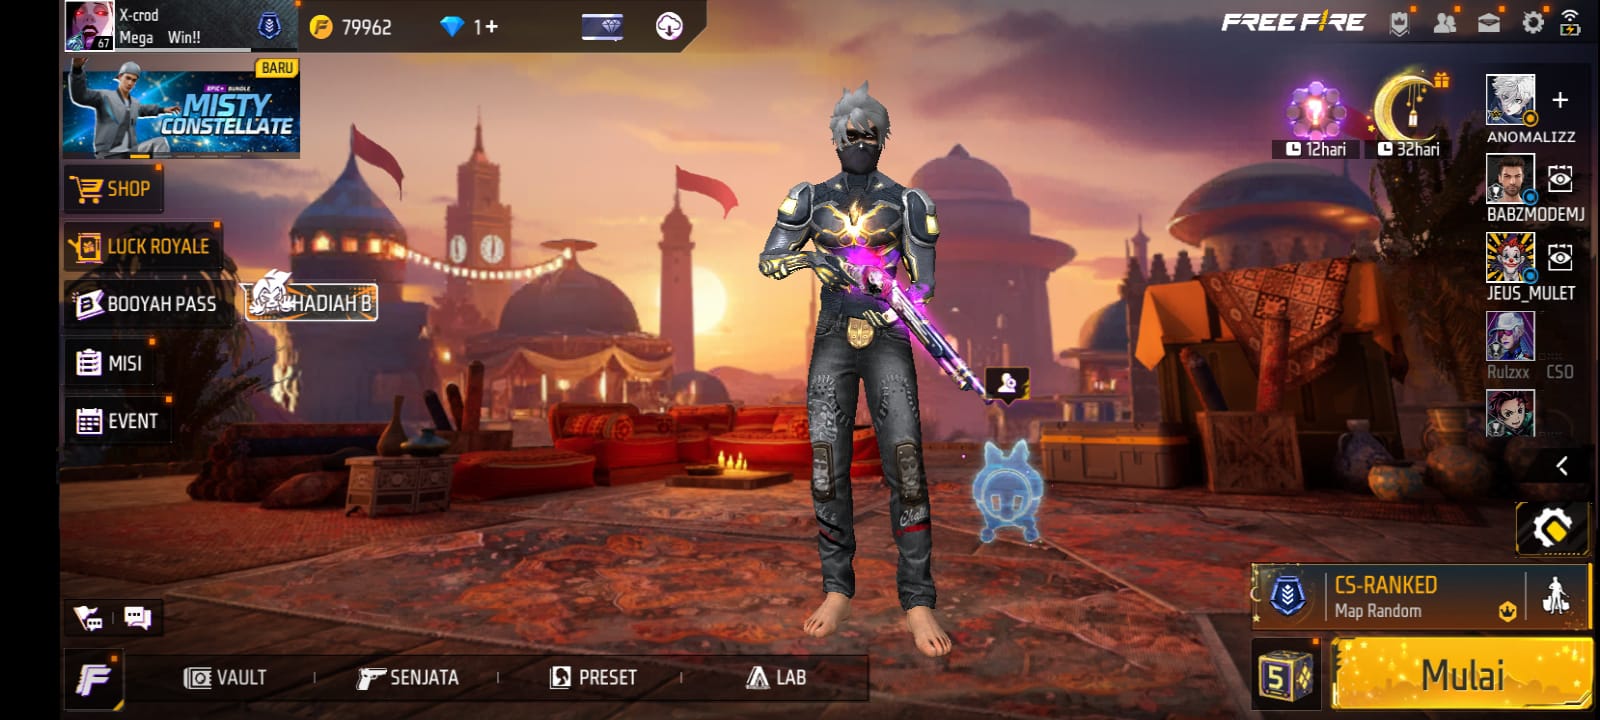 X-crod
67
Mega Win!!
79962
1+
FREE FIRE
BARU
EPIC+ BUNDLE
MISTY
CONSTELLATE
12hari
32hari
ANOMALIZZ
SHOP
BABZMODEMJ
LUCK ROYALE
JEUS_MULET
BOOYAH PASS
HADIAH B
MISI
Rulzxx
CSO
EVENT
CS-RANKED
Map Random
VAULT
SENJATA
PRESET
LAB
5
Mulai